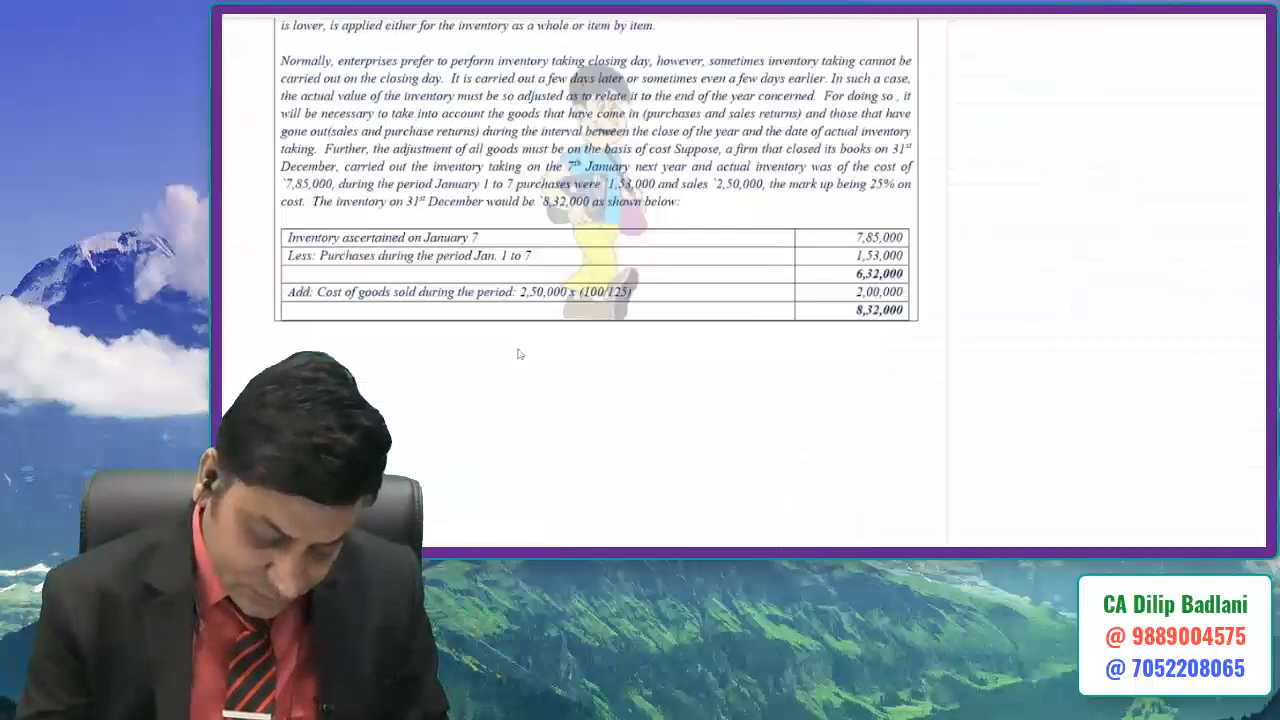 is lower, is applied either for the inventory as a whole or item by item.
Normally, enterprises prefer to perform inventory taking closing day, however, sometimes inventory taking cannot be
carried out on the closing day. It is carried out a few days later or sometimes even a few days earlier. In such a case,
the actual value of the inventory must be so adjusted as to relate it to the end of the year concerned. For doing so , it
will be necessary to take into account the goods that have come in (purchases and sales returns) and those that have
gone out(sales and purchase returns) during the interval between the close of the year and the date of actual inventory
taking. Further, the adjustment of all goods must be on the basis of cost Suppose, a firm that closed its books on 31st
December, carried out the inventory taking on the 7th January next year and actual inventory was of the cost of
`7,85,000, during the period January 1 to 7 purchases were `1,53,000 and sales `2,50,000, the mark up being 25% on
cost. The inventory on 31st December would be `8,32,000 as shown below:
Inventory ascertained on January 7 7,85,000
Less: Purchases during the period Jan. 1 to 7 1,53,000
6,32,000
Add: Cost of goods sold during the period: 2,50,000 x (100/125) 2,00,000
8,32,000
CA Dilip Badlani
@ 9889004575
@ 7052208065